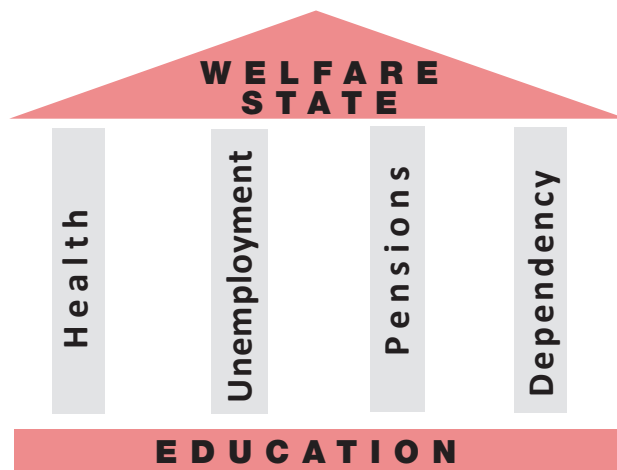 WELFARE
STATE
Health
Unemployment
Pensions
Dependency
EDUCATION